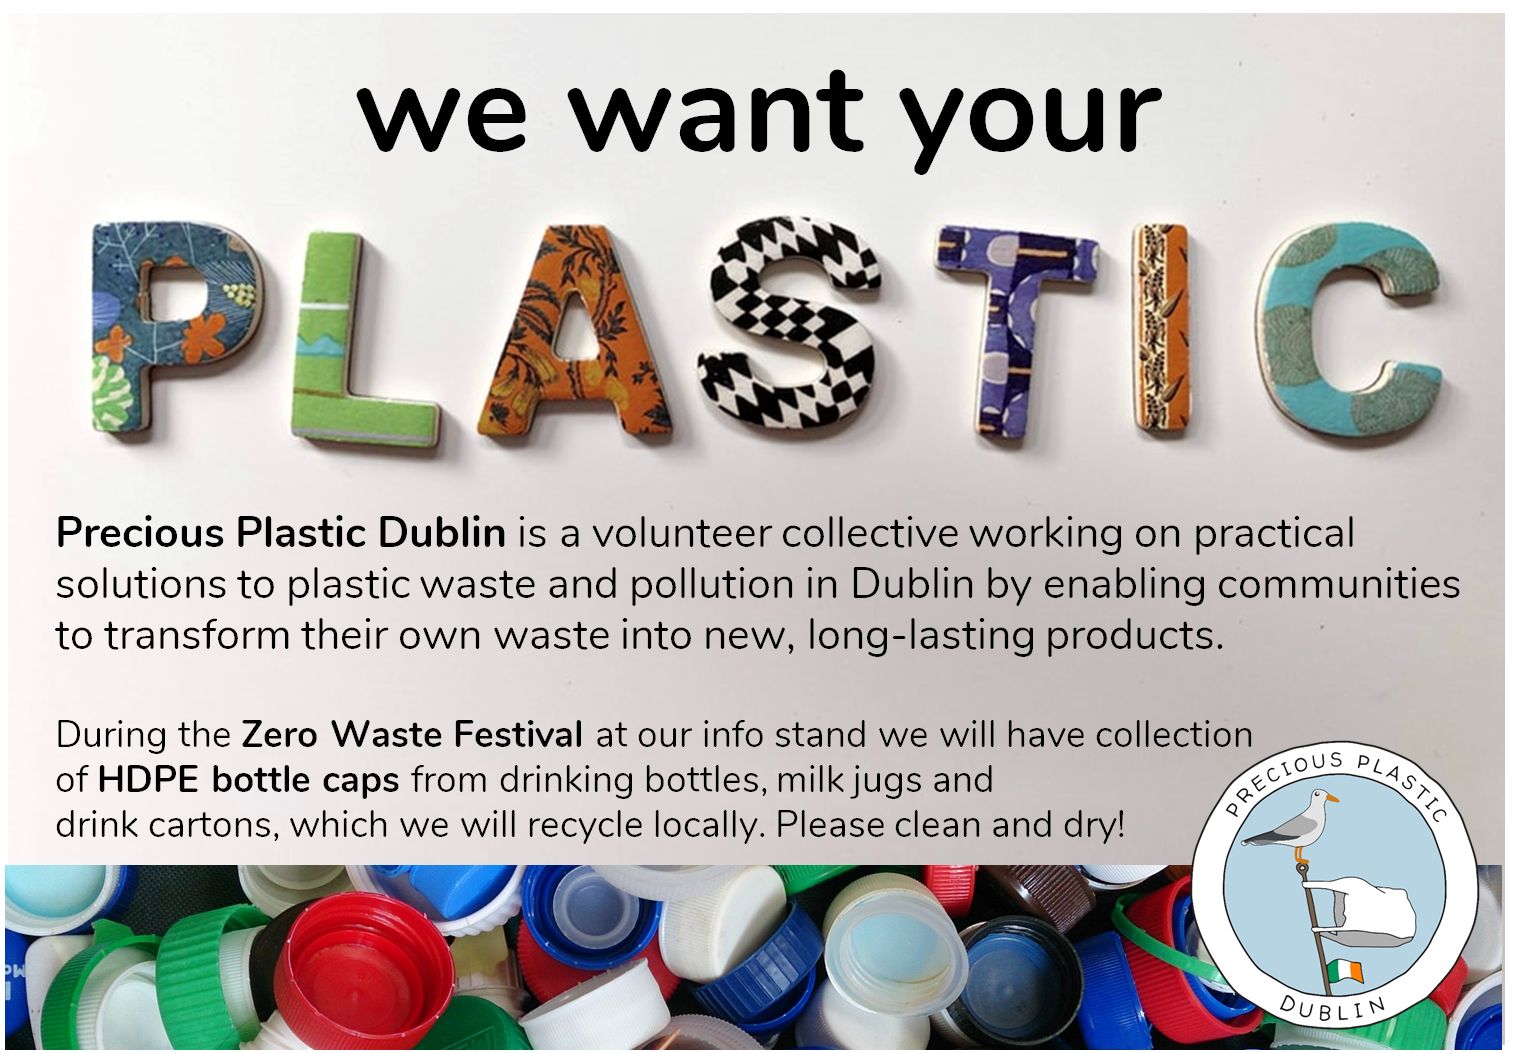 we want your
PLASTIC
Precious Plastic Dublin is a volunteer collective working on practical
solutions to plastic waste and pollution in Dublin by enabling communities
to transform their own waste into new, long-lasting products.
During the Zero Waste Festival at our info stand we will have collection
of HDPE bottle caps from drinking bottles, milk jugs and
drink cartons, which we will recycle locally. Please clean and dry!
PRECIOUS PLASTIC
DUBLIN